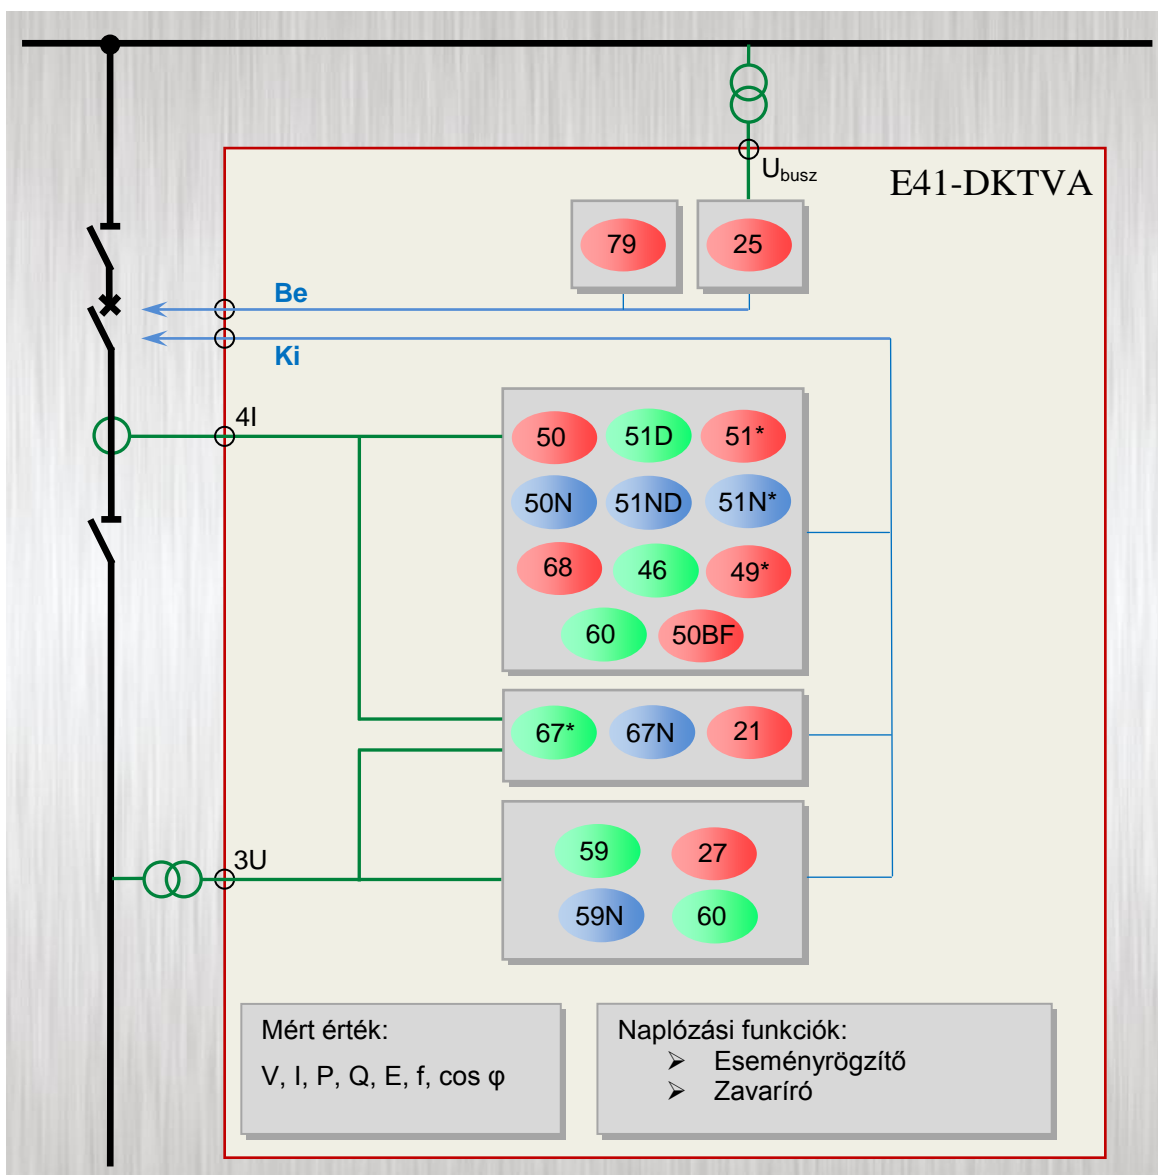 E41-DKTVA
Ubusz
79
25
Be
Ki
4I
50
51D
51*
50N
51ND
51N*
68
46
49*
60
50BF
67*
67N
21
3U
59
27
59N
60
Mért érték:
V, I, P, Q, E, f, cos φ
Naplózási funkciók:
➢ Eseményrögzítő
➢ Zavaríró